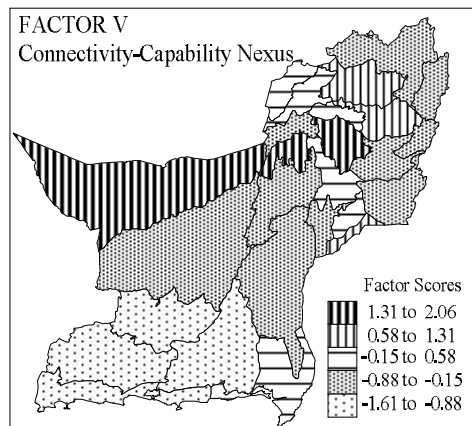 FACTOR V
Connectivity-Capability Nexus
Factor Scores
1.31 to 2.06
0.58 to 1.31
-0.15 to 0.58
-0.88 to -0.15
-1.61 to -0.88